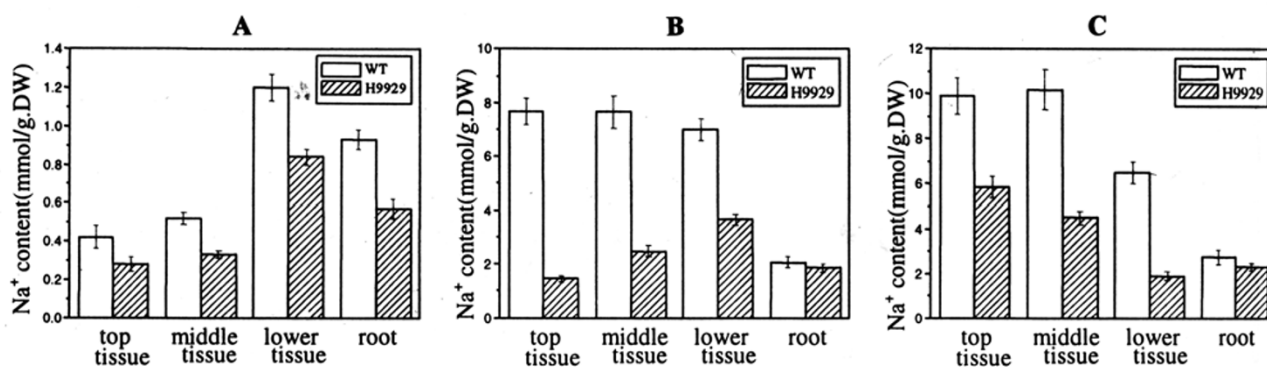 A
Na⁺ content(mmol/g.DW)
1.4
1.2
1.0
0.8
0.6
0.4
0.2
0.0
WT
H9929
top
tissue
middle
tissue
lower
tissue
root
B
Na⁺ content(mmol/g.DW)
10
8
6
4
2
0
WT
H9929
top
tissue
middle
tissue
lower
tissue
root
C
Na⁺ content(mmol/g.DW)
12
10
8
6
4
2
0
WT
H9929
top
tissue
middle
tissue
lower
tissue
root